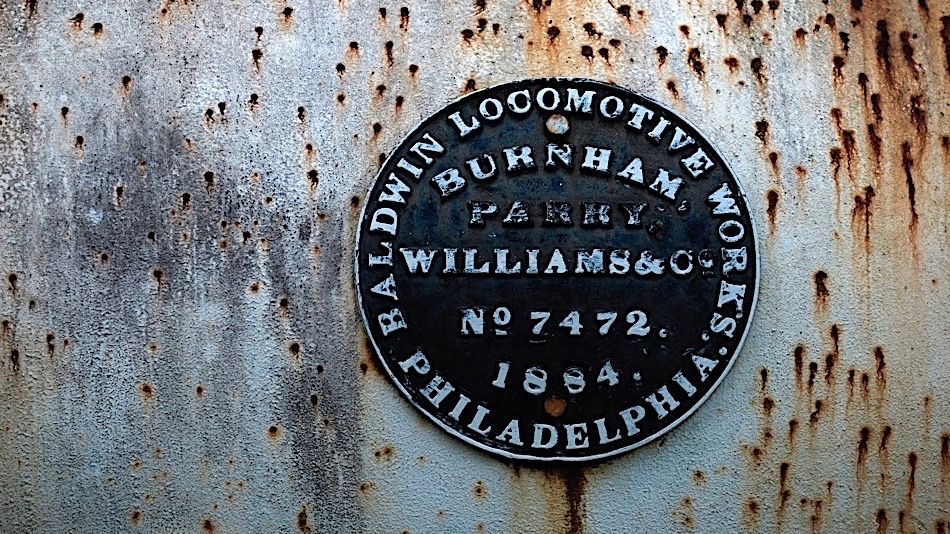 BALDWIN LOCOMOTIVE WORKS.
BURNHAM,
PARRY,
WILLIAMS & Cº
Nº 7472.
1884.
PHILADELPHIA.